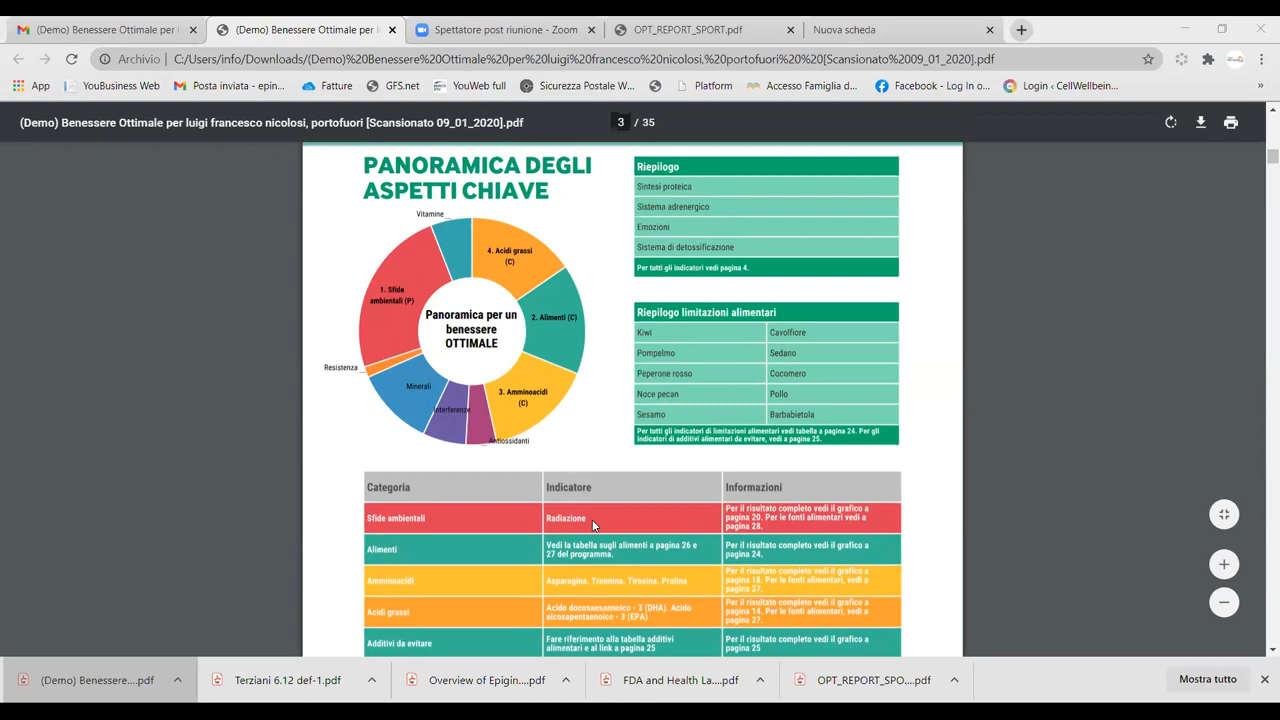 (Demo) Benessere Ottimale per l
(Demo) Benessere Ottimale per l
Spettatore post riunione - Zoom
OPT_REPORT_SPORT.pdf
Nuova scheda
Archivio
C:/Users/info/Downloads/(Demo)%20Benessere%20Ottimale%20per%20luigi%20francesco%20nicolosi,%20portofuori%20%20[Scansionato%2009_01_2020].pdf
App
YouBusiness Web
Posta inviata - epin...
Fatture
GFS.net
YouWeb full
Sicurezza Postale W...
Platform
Accesso Famiglia d...
Facebook - Log In o...
Login ‹ CellWellbein...
»
(Demo) Benessere Ottimale per luigi francesco nicolosi, portofuori [Scansionato 09_01_2020].pdf
3 / 35
PANORAMICA DEGLI
ASPETTI CHIAVE
Vitamine
4. Acidi grassi
(C)
1. Sfide
ambientali (P)
2. Alimenti (C)
Panoramica per un
benessere
OTTIMALE
Resistenza
Minerali
3. Amminoacidi
(C)
Interferenze
Antiossidanti
Riepilogo
Sintesi proteica
Sistema adrenergico
Emozioni
Sistema di detossificazione
Per tutti gli indicatori vedi pagina 4.
Riepilogo limitazioni alimentari
Kiwi
Cavolfiore
Pompelmo
Sedano
Peperone rosso
Cocomero
Noce pecan
Pollo
Sesamo
Barbabietola
Per tutti gli indicatori di limitazioni alimentari vedi tabella a pagina 24. Per gli
indicatori di additivi alimentari da evitare, vedi a pagina 25.
Categoria
Indicatore
Informazioni
Sfide ambientali
Radiazione
Per il risultato completo vedi il grafico a
pagina 20. Per le fonti alimentari vedi a
pagina 28.
Alimenti
Vedi la tabella sugli alimenti a pagina 26 e
27 del programma.
Per il risultato completo vedi il grafico a
pagina 24.
Amminoacidi
Asparagina. Treonina. Tirosina. Prolina
Per il risultato completo vedi il grafico a
pagina 18. Per le fonti alimentari, vedi a
pagina 27.
Acidi grassi
Acido docosaesaenoico - 3 (DHA). Acido
eicosapentaenoico - 3 (EPA)
Per il risultato completo vedi il grafico a
pagina 14. Per le fonti alimentari, vedi a
pagina 27.
Additivi da evitare
Fare riferimento alla tabella additivi
alimentari e al link a pagina 25
Per il risultato completo vedi il grafico a
pagina 25
(Demo) Benesse....pdf
Terziani 6.12 def-1.pdf
Overview of Epigin....pdf
FDA and Health La....pdf
OPT_REPORT_SPO....pdf
Mostra tutto